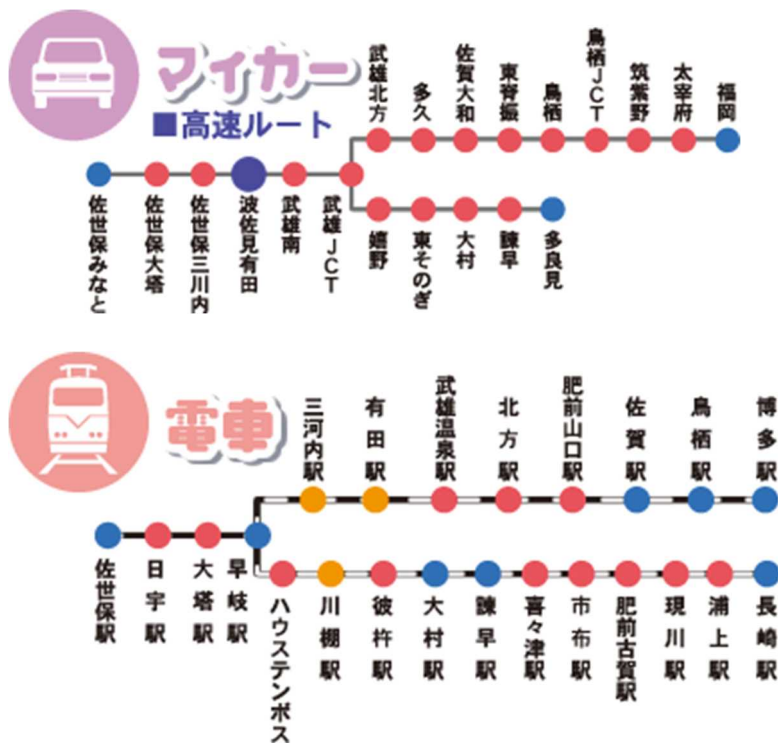 マイカー
■高速ルート
武雄北方
多久
佐賀大和
東脊振
鳥栖
鳥栖JCT
筑紫野
太宰府
福岡
佐世保みなと
佐世保大塔
佐世保三川内
波佐見有田
武雄南
武雄JCT
嬉野
東そのぎ
大村
諫早
多良見
電車
三河内駅
有田駅
武雄温泉駅
北方駅
肥前山口駅
佐賀駅
鳥栖駅
博多駅
佐世保駅
日宇駅
大塔駅
早岐駅
ハウステンボス
川棚駅
彼杵駅
大村駅
諫早駅
喜々津駅
市布駅
肥前古賀駅
現川駅
浦上駅
長崎駅